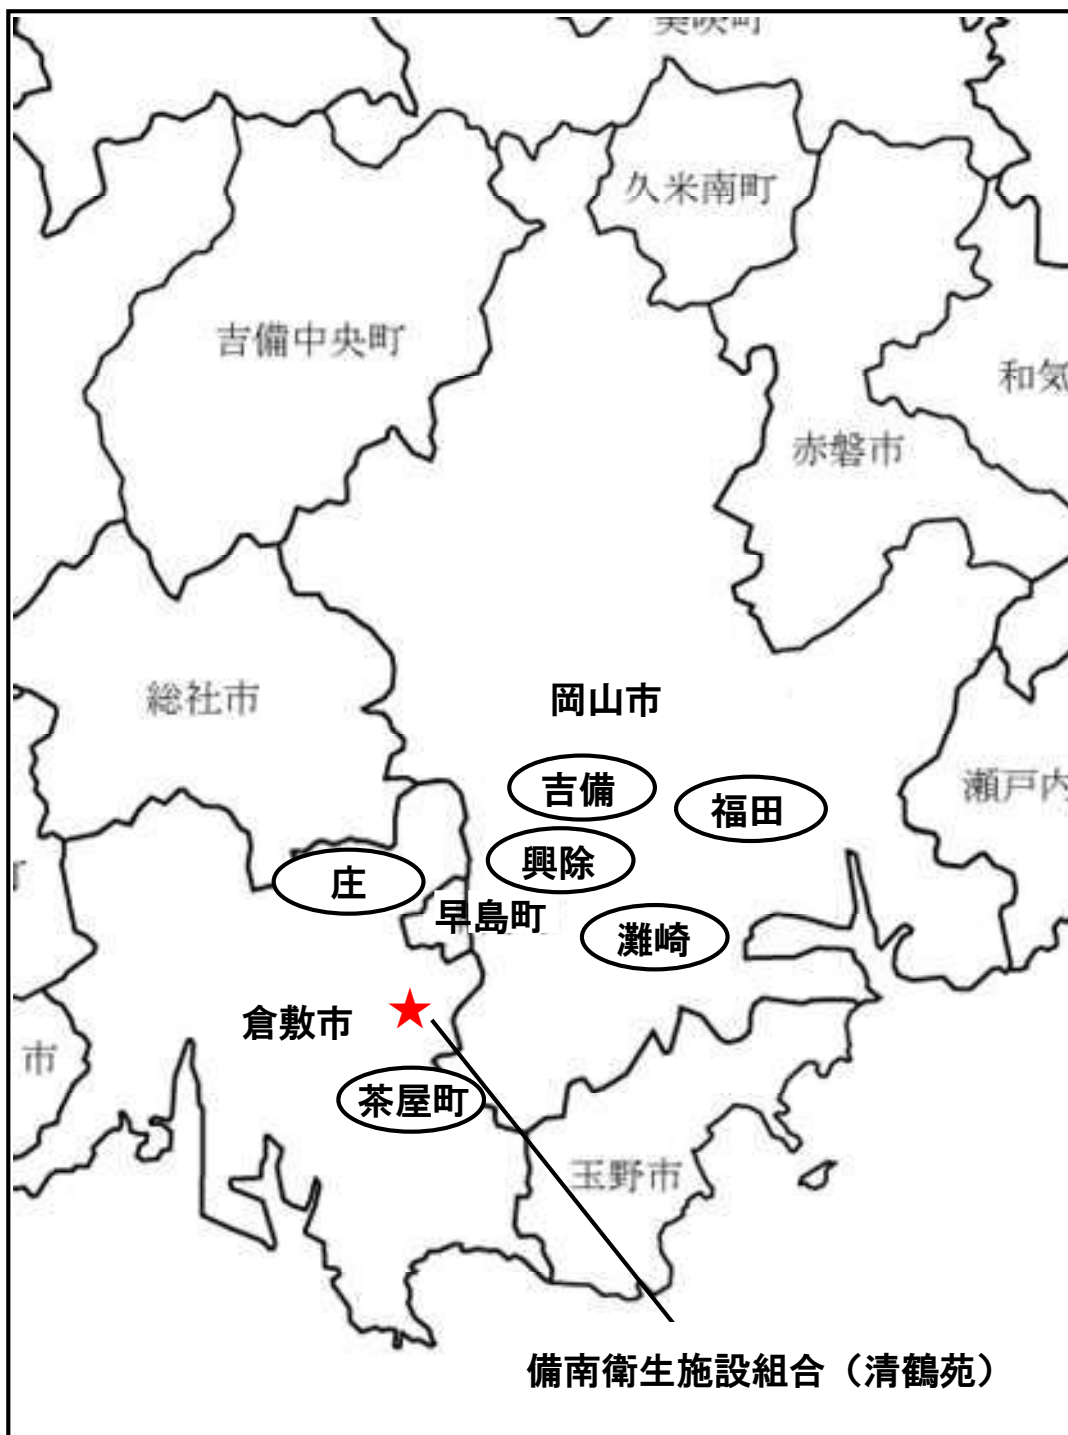 久米南町
吉備中央町
和気
赤磐市
総社市
岡山市
瀬戸内
吉備
福田
興除
庄
早島町
灘崎
倉敷市
市
茶屋町
玉野市
備南衛生施設組合（清鶴苑）